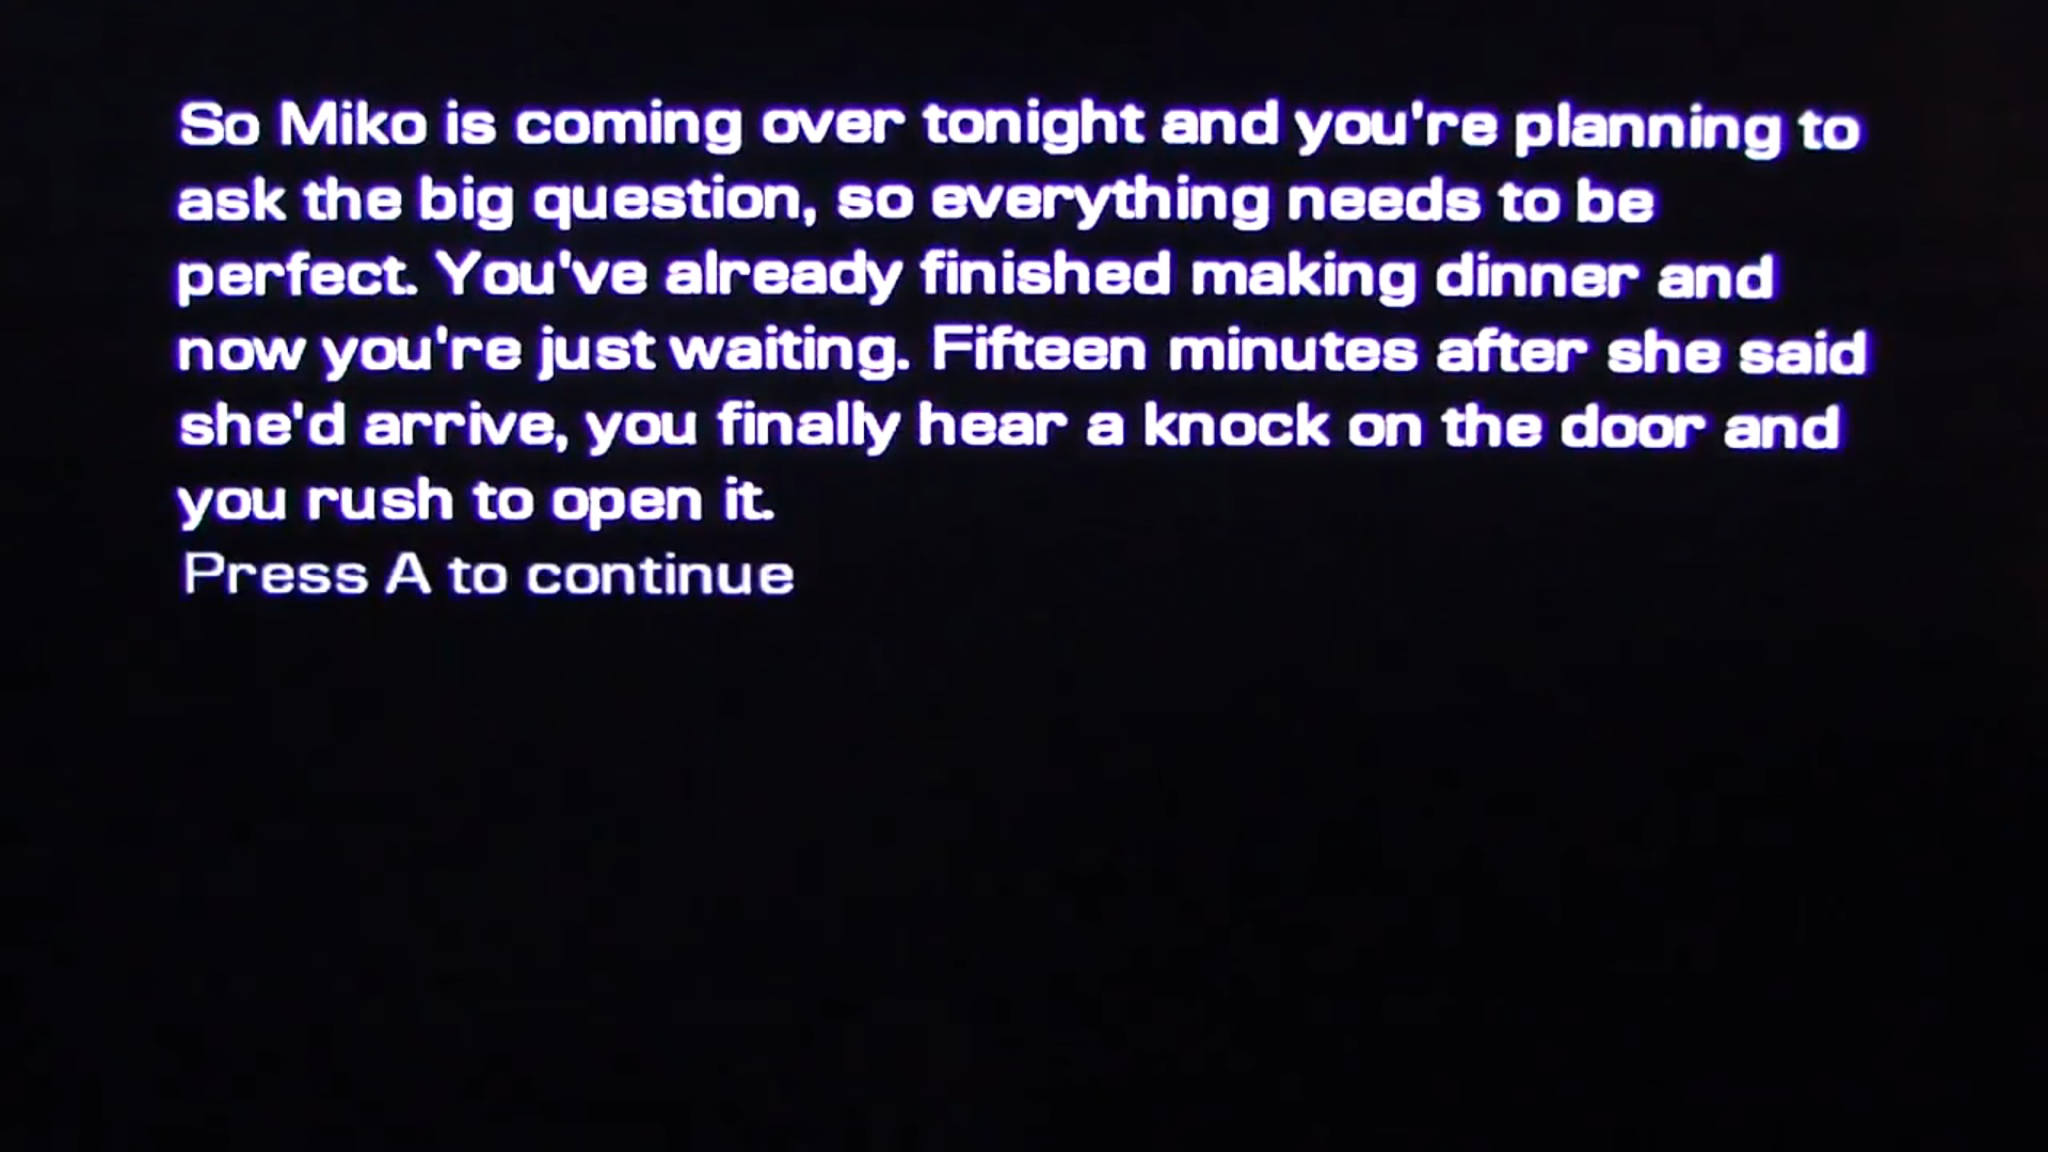 So Miko is coming over tonight and you're planning to
ask the big question, so everything needs to be
perfect. You've already finished making dinner and
now you're just waiting. Fifteen minutes after she said
she'd arrive, you finally hear a knock on the door and
you rush to open it.
Press A to continue